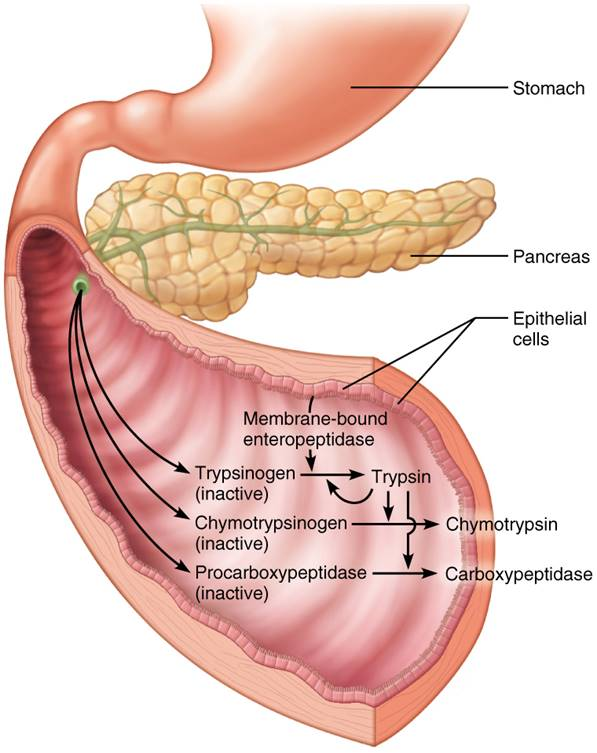 Stomach
Pancreas
Epithelial
cells
Membrane-bound
enteropeptidase
Trypsinogen
(inactive)
Trypsin
Chymotrypsinogen
(inactive)
Chymotrypsin
Procarboxypeptidase
(inactive)
Carboxypeptidase